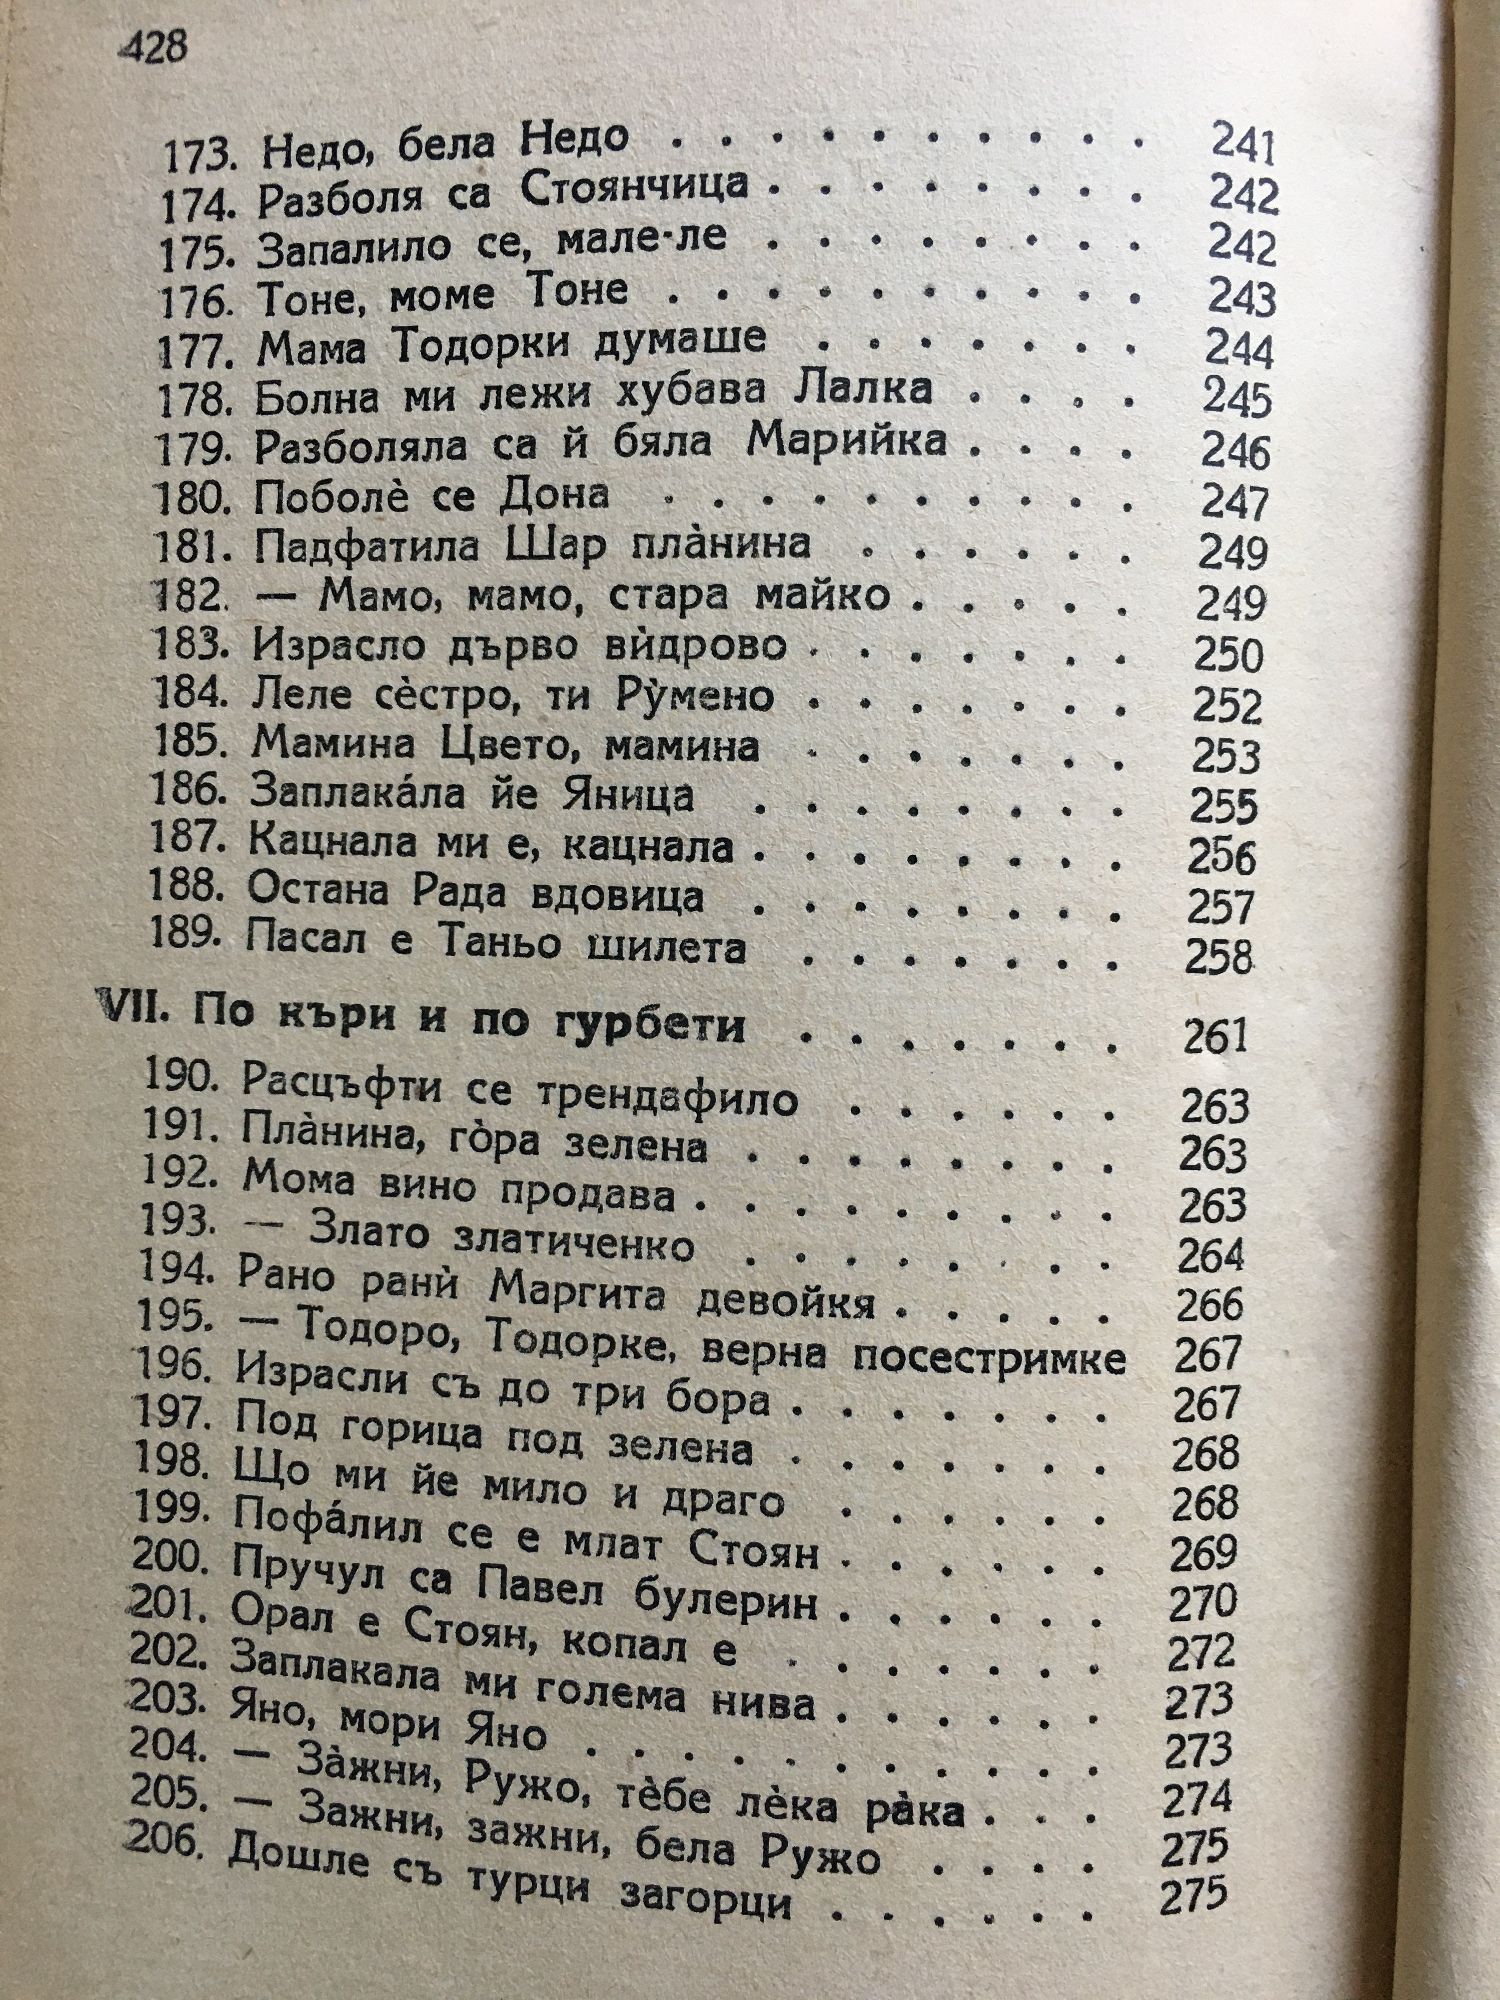 428
173. Недо, бела Недо . . . . . . . . . . 241
174. Разболя са Стоянчица . . . . . . . . 242
175. Запалило се, мале-ле . . . . . . . . 242
176. Тоне, моме Тоне . . . . . . . . . . 243
177. Мама Тодорки думаше . . . . . . . 244
178. Болна ми лежи хубава Лалка . . . . 245
179. Разболяла са й бяла Марийка . . . . 246
180. Поболѐ се Дона . . . . . . . . . . 247
181. Падфатила Шар пла̀нина . . . . . . 249
182. — Мамо, мамо, стара майко . . . . . 249
183. Израсло дърво вѝдрово . . . . . . . 250
184. Леле сѐстро, ти Ру̀мено . . . . . . . 252
185. Мамина Цвето, мамина . . . . . . . 253
186. Заплака́ла йе Яница . . . . . . . . 255
187. Кацнала ми е, кацнала . . . . . . . . 256
188. Остана Рада вдовица . . . . . . . . 257
189. Пасал е Таньо шилета . . . . . . . 258
VII. По къри и по гурбети . . . . . . . 261
190. Расцъфти се трендафило . . . . . . 263
191. Пла̀нина, го̀ра зелена . . . . . . . . 263
192. Мома вино продава . . . . . . . . . 263
193. — Злато златиченко . . . . . . . . 264
194. Рано ранѝ Маргита девойкя . . . . . 266
195. — Тодоро, Тодорке, верна посестримке 267
196. Израсли съ до три бора . . . . . . . 267
197. Под горица под зелена . . . . . . . 268
198. Що ми йе мило и драго . . . . . . 268
199. Пофа́лил се е млат Стоян . . . . . . 269
200. Пручул са Павел булерин . . . . . . 270
201. Орал е Стоян, копал е . . . . . . . 272
202. Заплакала ми голема нива . . . . . . 273
203. Яно, мори Яно . . . . . . . . . . . 273
204. — За̀жни, Ружо, тѐбе лѐка ра̀ка . . . 274
205. — Зажни, зажни, бела Ружо . . . . 275
206. Дошле съ турци загорци . . . . . . 275